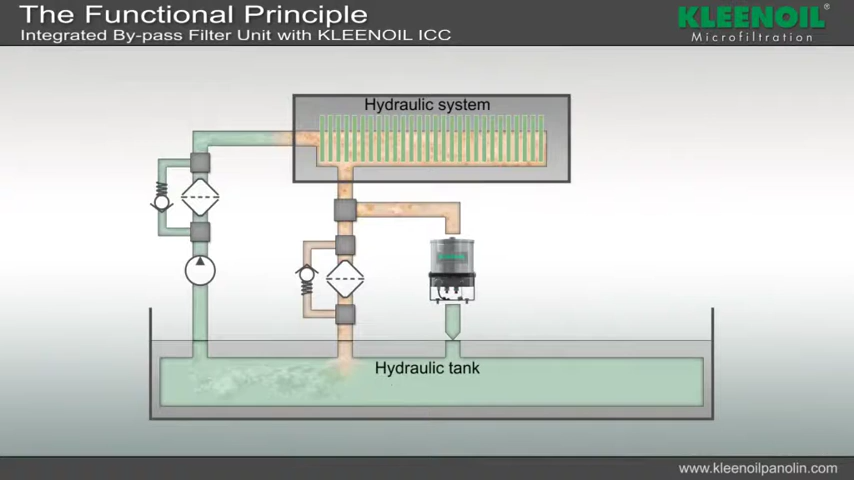 The Functional Principle
Integrated By-pass Filter Unit with KLEENOIL ICC
KLEENOIL®
Microfiltration
Hydraulic system
Hydraulic tank
www.kleenoilpanolin.com